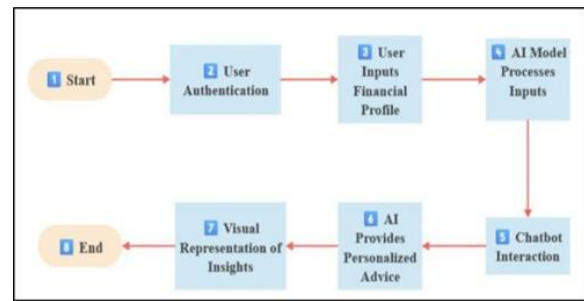 1 Start
2 User
Authentication
3 User
Inputs
Financial
Profile
4 AI Model
Processes
Inputs
5 Chatbot
Interaction
6 AI
Provides
Personalized
Advice
7 Visual
Representation of
Insights
8 End